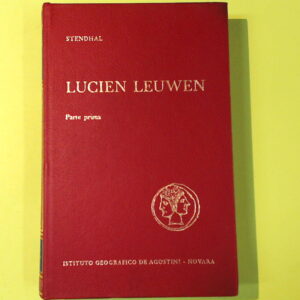 STENDHAL
LUCIEN LEUWEN
Parte prima
ISTITUTO GEOGRAFICO DE AGOSTINI - NOVARA